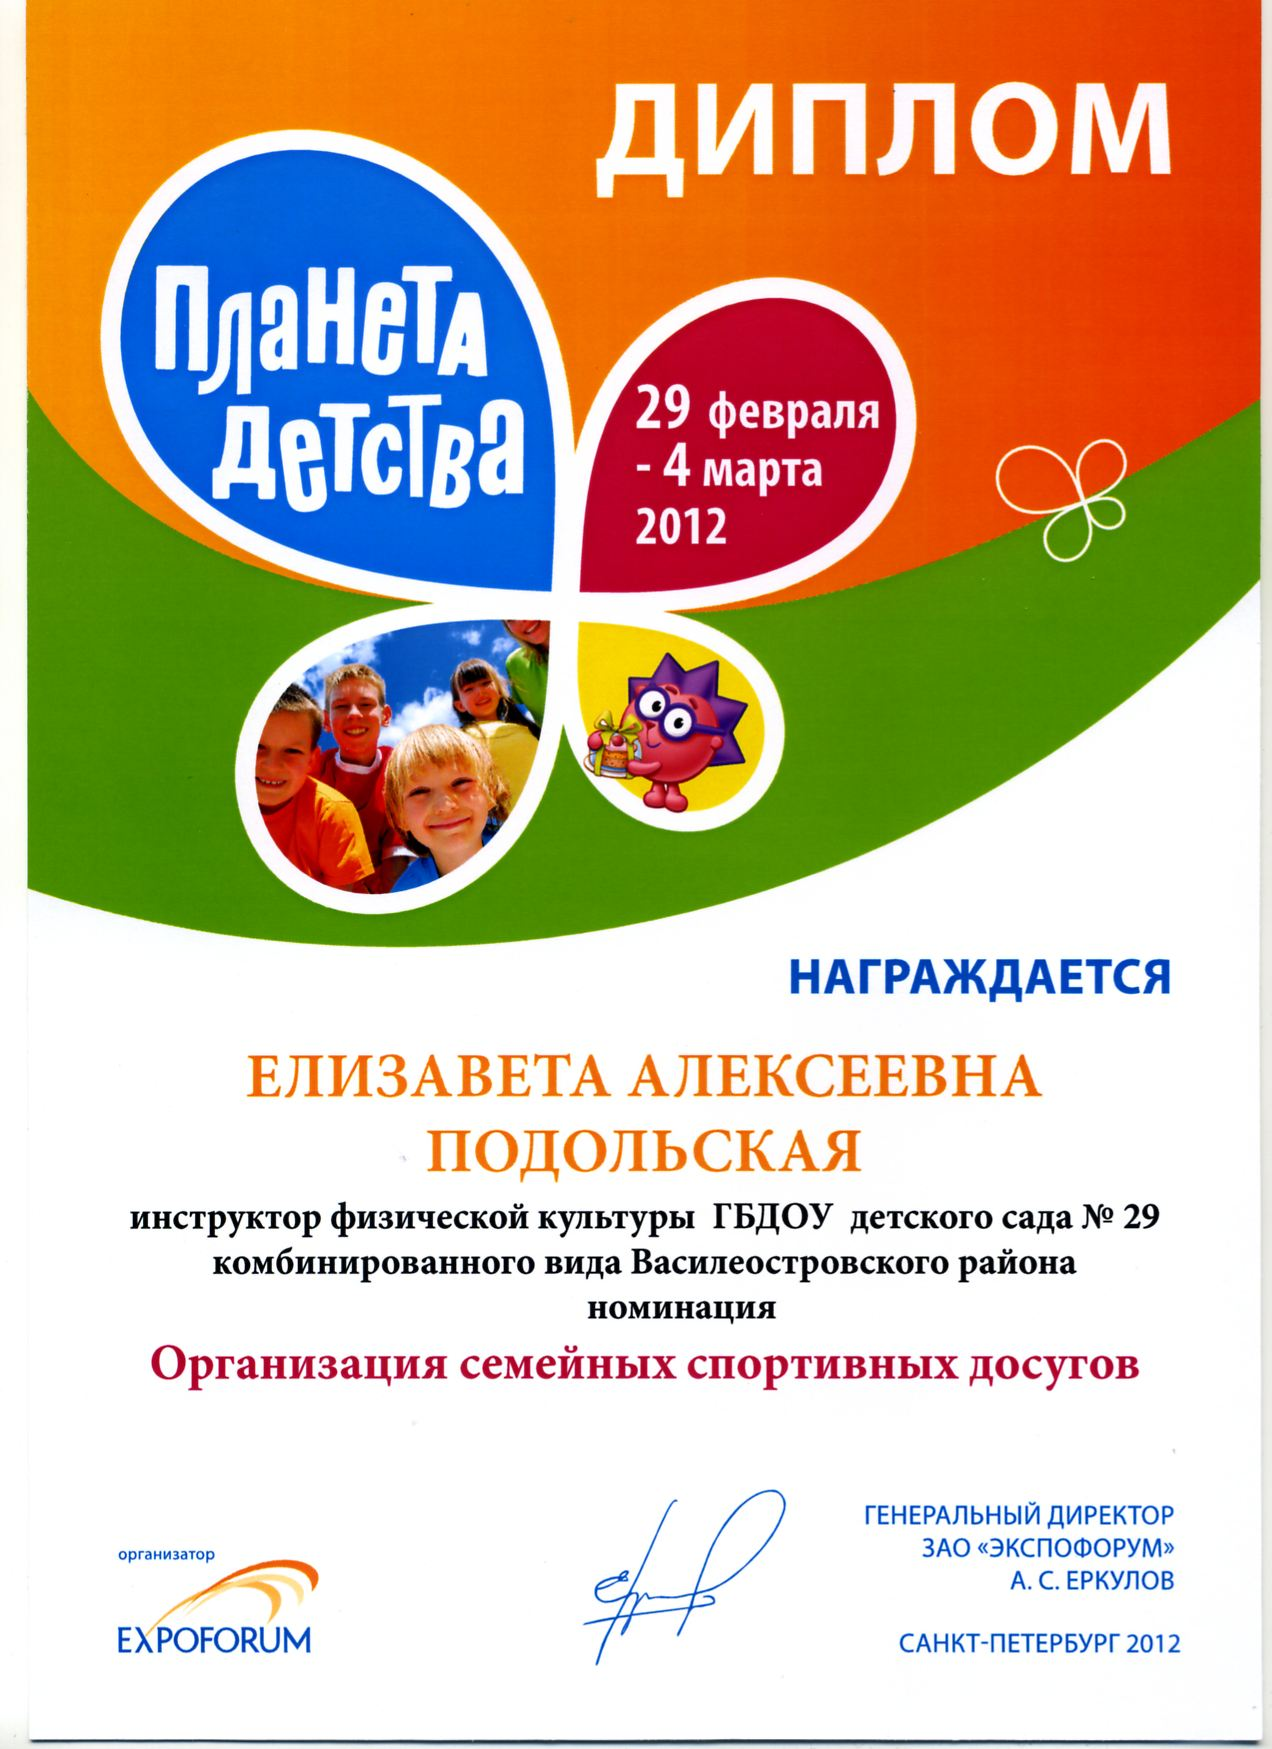 ДИПЛОМ
ПЛАНЕТА
ДЕТСТВА
29 февраля
- 4 марта
2012
НАГРАЖДАЕТСЯ
ЕЛИЗАВЕТА АЛЕКСЕЕВНА
ПОДОЛЬСКАЯ
инструктор физической культуры ГБДОУ детского сада № 29
комбинированного вида Василеостровского района
номинация
Организация семейных спортивных досугов
ГЕНЕРАЛЬНЫЙ ДИРЕКТОР
ЗАО «ЭКСПОФОРУМ»
А. С. ЕРКУЛОВ
САНКТ-ПЕТЕРБУРГ 2012
организатор
EXPOFORUM